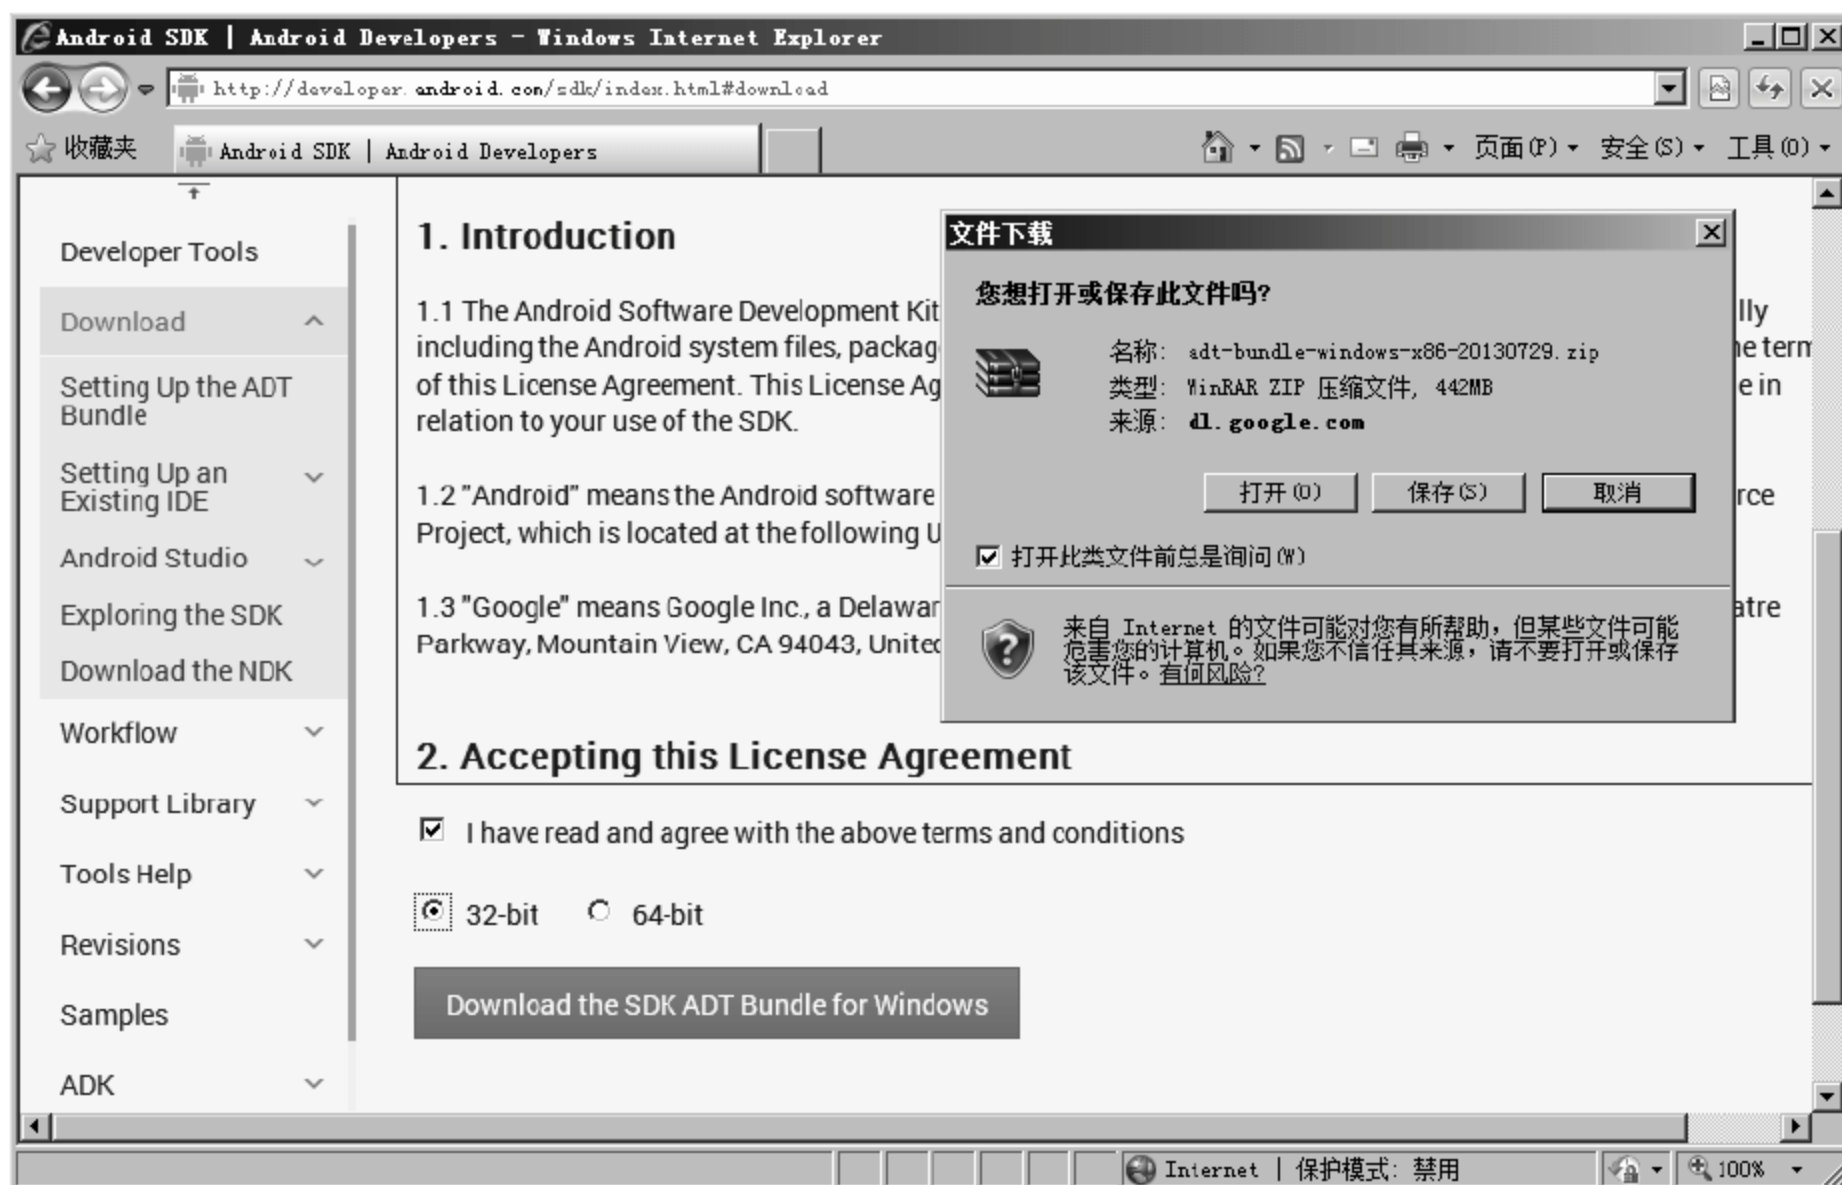 Android SDK | Android Developers - Windows Internet Explorer
http://developer.android.com/sdk/index.html#download
收藏夹
Android SDK | Android Developers
页面(P)
安全(S)
工具(O)
Developer Tools
Download
Setting Up the ADT
Bundle
Setting Up an
Existing IDE
Android Studio
Exploring the SDK
Download the NDK
Workflow
Support Library
Tools Help
Revisions
Samples
ADK
1. Introduction
1.1 The Android Software Development Kit
lly
including the Android system files, packag
he term
of this License Agreement. This License Ag
e in
relation to your use of the SDK.
1.2 "Android" means the Android software
rce
Project, which is located at the following U
1.3 "Google" means Google Inc., a Delawar
atre
Parkway, Mountain View, CA 94043, United
2. Accepting this License Agreement
I have read and agree with the above terms and conditions
32-bit
64-bit
Download the SDK ADT Bundle for Windows
文件下载
您想打开或保存此文件吗?
名称: adt-bundle-windows-x86-20130729.zip
类型: WinRAR ZIP 压缩文件, 442MB
来源: dl.google.com
打开(O)
保存(S)
取消
打开此类文件前总是询问(W)
来自 Internet 的文件可能对您有所帮助，但某些文件可能
危害您的计算机。如果您不信任其来源，请不要打开或保存
该文件。有何风险?
Internet | 保护模式: 禁用
100%